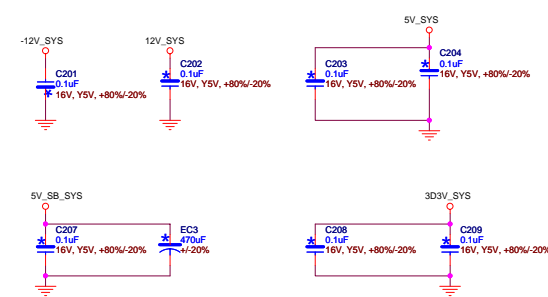 5V_SYS
-12V_SYS
12V_SYS
C201
0.1uF
16V, Y5V, +80%/-20%
C202
0.1uF
16V, Y5V, +80%/-20%
C203
0.1uF
16V, Y5V, +80%/-20%
C204
0.1uF
16V, Y5V, +80%/-20%
5V_SB_SYS
3D3V_SYS
C207
0.1uF
16V, Y5V, +80%/-20%
EC3
470uF
+/-20%
C208
0.1uF
16V, Y5V, +80%/-20%
C209
0.1uF
16V, Y5V, +80%/-20%